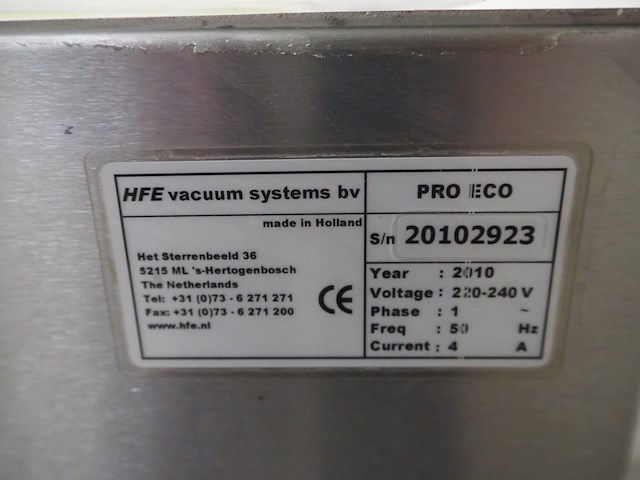 HFE vacuum systems bv
made in Holland
Het Sterrenbeeld 36
5215 ML 's-Hertogenbosch
The Netherlands
Tel: +31 (0)73 - 6 271 271
Fax: +31 (0)73 - 6 271 200
www.hfe.nl
CE
PRO ECO
S/n 20102923
Year : 2010
Voltage : 220-240 V
Phase : 1 ~
Freq : 50 Hz
Current : 4 A